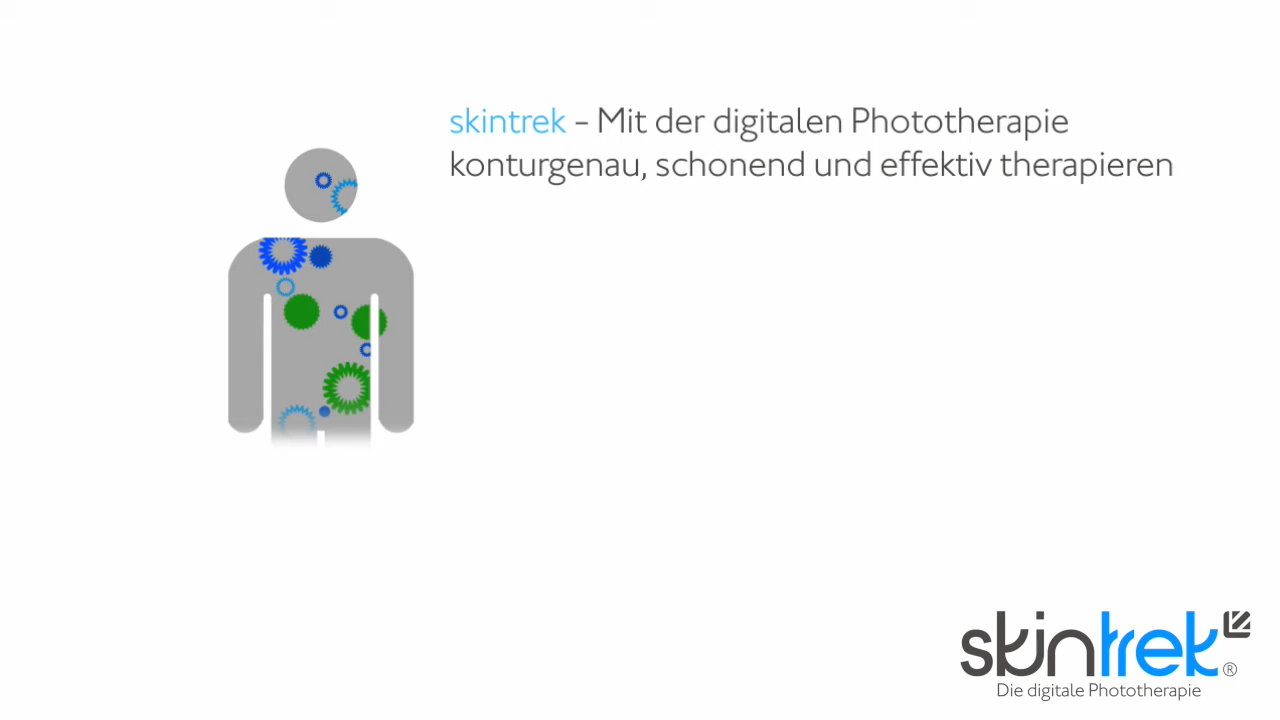 skintrek - Mit der digitalen Phototherapie
konturgenau, schonend und effektiv therapieren
skintrek®
Die digitale Phototherapie